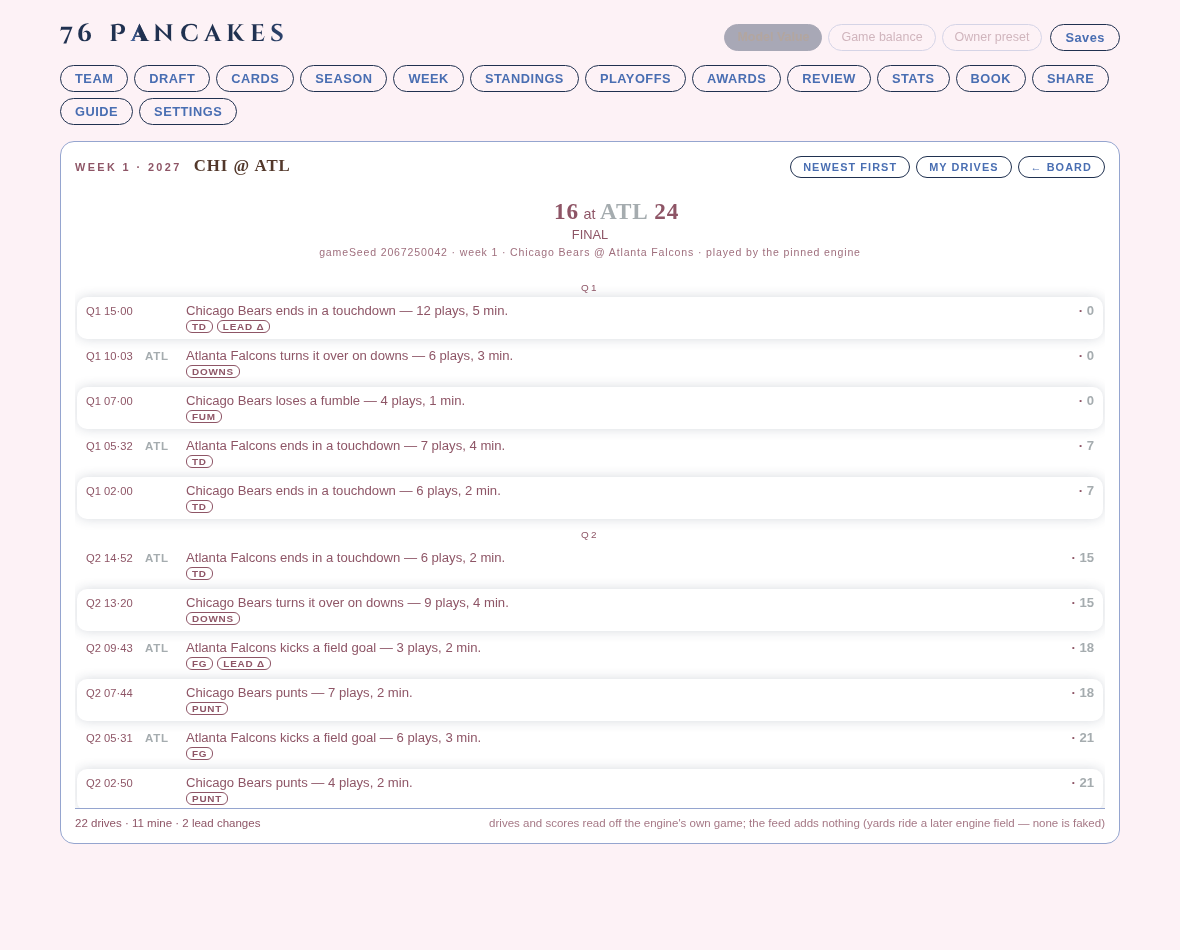 76 PANCAKES
Game balance
Owner preset
Saves
TEAM DRAFT CARDS SEASON WEEK STANDINGS PLAYOFFS AWARDS REVIEW STATS BOOK SHARE
GUIDE SETTINGS
WEEK 1 · 2027 CHI @ ATL
NEWEST FIRST MY DRIVES ← BOARD
16 at ATL 24
FINAL
gameSeed 2067250042 · week 1 · Chicago Bears @ Atlanta Falcons · played by the pinned engine
Q1
Q1 15·00 Chicago Bears ends in a touchdown — 12 plays, 5 min. · 0
TD LEAD Δ
Q1 10·03 ATL Atlanta Falcons turns it over on downs — 6 plays, 3 min. · 0
DOWNS
Q1 07·00 Chicago Bears loses a fumble — 4 plays, 1 min. · 0
FUM
Q1 05·32 ATL Atlanta Falcons ends in a touchdown — 7 plays, 4 min. · 7
TD
Q1 02·00 Chicago Bears ends in a touchdown — 6 plays, 2 min. · 7
TD
Q2
Q2 14·52 ATL Atlanta Falcons ends in a touchdown — 6 plays, 2 min. · 15
TD
Q2 13·20 Chicago Bears turns it over on downs — 9 plays, 4 min. · 15
DOWNS
Q2 09·43 ATL Atlanta Falcons kicks a field goal — 3 plays, 2 min. · 18
FG LEAD Δ
Q2 07·44 Chicago Bears punts — 7 plays, 2 min. · 18
PUNT
Q2 05·31 ATL Atlanta Falcons kicks a field goal — 6 plays, 3 min. · 21
FG
Q2 02·50 Chicago Bears punts — 4 plays, 2 min. · 21
PUNT
22 drives · 11 mine · 2 lead changes
drives and scores read off the engine's own game; the feed adds nothing (yards ride a later engine field — none is faked)